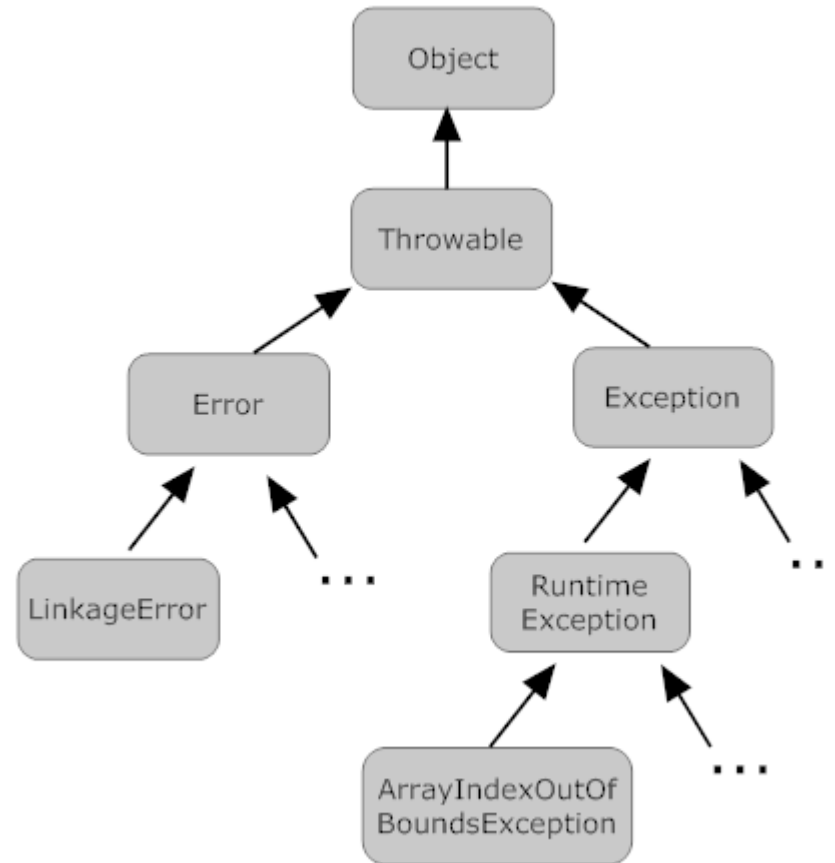 Object
Throwable
Error
Exception
LinkageError
...
Runtime
Exception
..
ArrayIndexOutOf
BoundsException
...